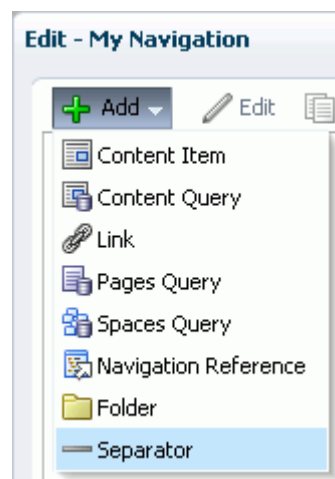 Edit - My Navigation
Add Edit
Content Item
Content Query
Link
Pages Query
Spaces Query
Navigation Reference
Folder
Separator